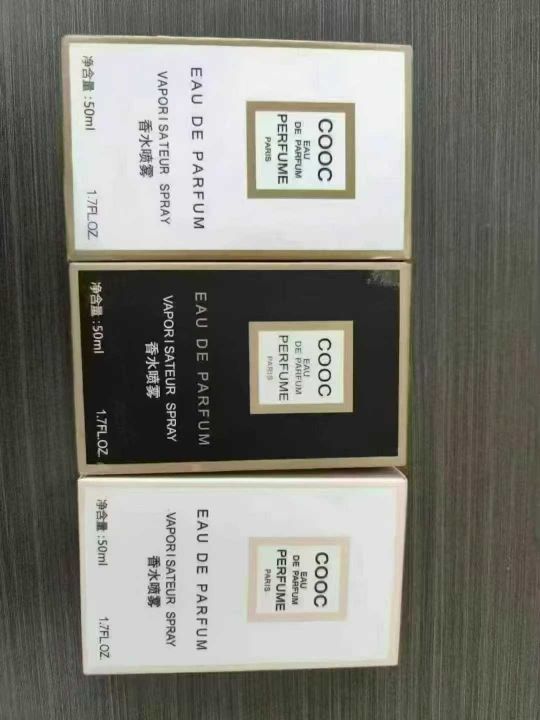 COOC
EAU
DE PARFUM
PERFUME
PARIS
EAU DE PARFUM
VAPORISATEUR SPRAY
香水喷雾
净含量:50ml 1.7FL.OZ.
COOC
EAU
DE PARFUM
PERFUME
PARIS
EAU DE PARFUM
VAPORISATEUR SPRAY
香水喷雾
净含量:50ml 1.7FL.OZ.
COOC
EAU
DE PARFUM
PERFUME
PARIS
EAU DE PARFUM
VAPORISATEUR SPRAY
香水喷雾
净含量:50ml 1.7FL.OZ.